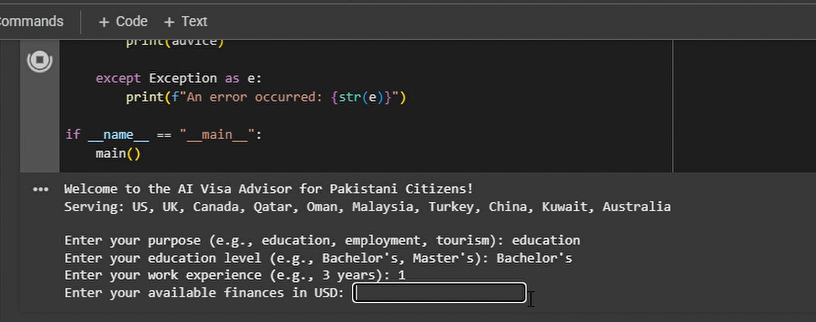 ommands + Code + Text
print(advice)
except Exception as e:
print(f"An error occurred: {str(e)}")
if __name__ == "__main__":
main()
Welcome to the AI Visa Advisor for Pakistani Citizens!
Serving: US, UK, Canada, Qatar, Oman, Malaysia, Turkey, China, Kuwait, Australia
Enter your purpose (e.g., education, employment, tourism): education
Enter your education level (e.g., Bachelor's, Master's): Bachelor's
Enter your work experience (e.g., 3 years): 1
Enter your available finances in USD: